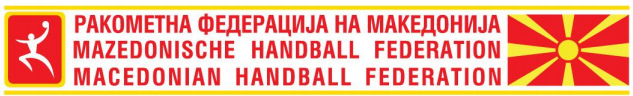 РАКОМЕТНА ФЕДЕРАЦИЈА НА МАКЕДОНИЈА
MAZEDONISCHE HANDBALL FEDERATION
MACEDONIAN HANDBALL FEDERATION